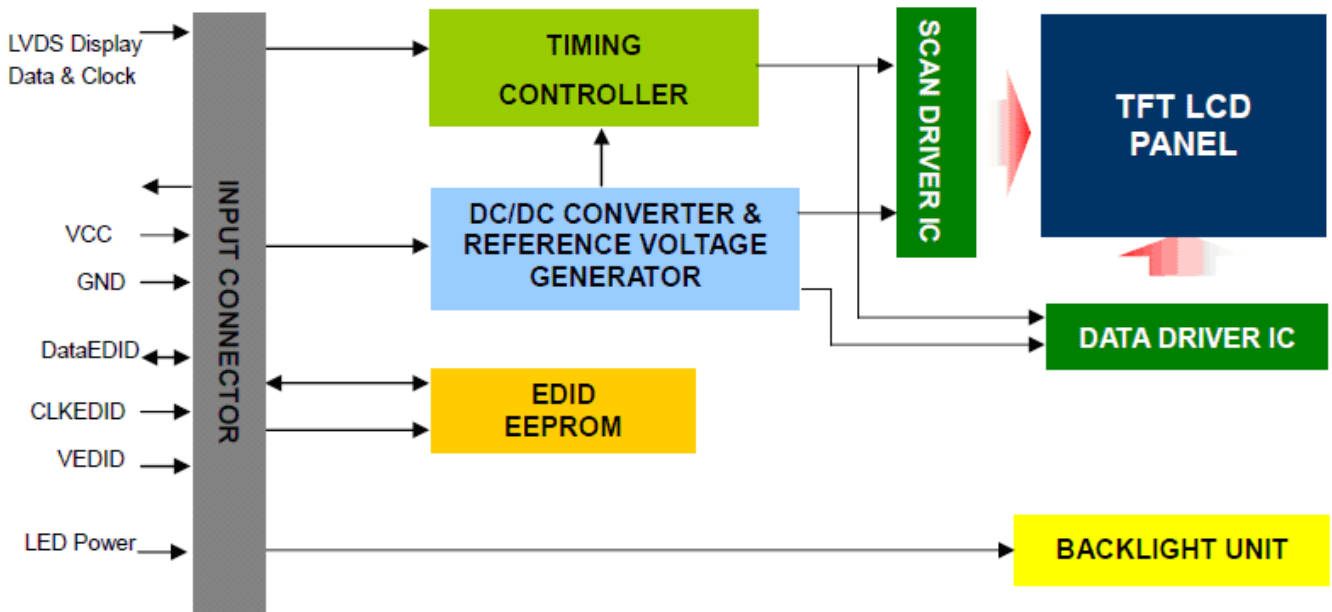 LVDS Display
Data & Clock
VCC
GND
DataEDID
CLKEDID
VEDID
LED Power
INPUT CONNECTOR
TIMING
CONTROLLER
DC/DC CONVERTER &
REFERENCE VOLTAGE
GENERATOR
EDID
EEPROM
SCAN DRIVER IC
TFT LCD
PANEL
DATA DRIVER IC
BACKLIGHT UNIT